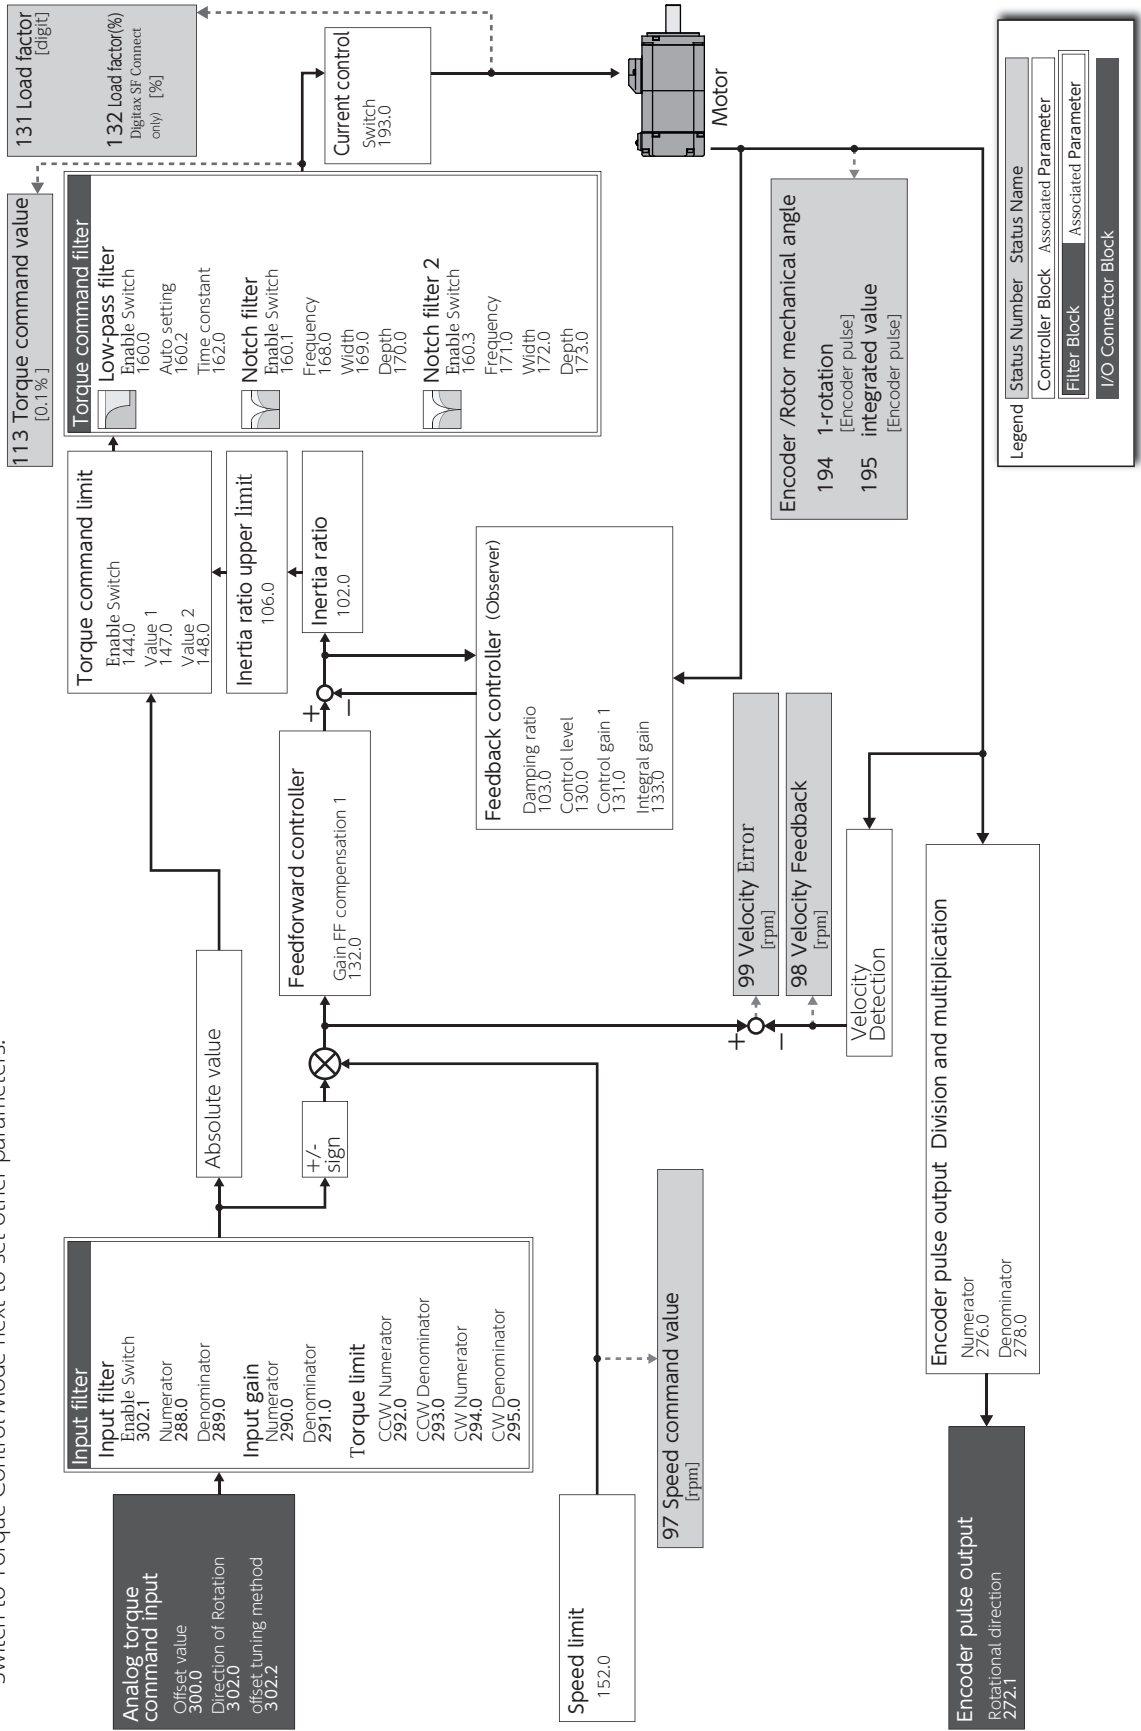 switch to Torque Control Mode next to set other parameters.
Analog torque
command input
Offset value
300.0
Direction of Rotation
302.0
offset tuning method
302.2
Input filter
Input filter
Enable Switch
302.1
Numerator
288.0
Denominator
289.0
Input gain
Numerator
290.0
Denominator
291.0
Torque limit
CCW Numerator
292.0
CCW Denominator
293.0
CW Numerator
294.0
CW Denominator
295.0
Absolute value
+/-
sign
Speed limit
152.0
97 Speed command value
[rpm]
Feedforward controller
Gain FF compensation 1
132.0
+
−
Torque command limit
Enable Switch
144.0
Value 1
147.0
Value 2
148.0
Inertia ratio upper limit
106.0
Inertia ratio
102.0
Feedback controller (Observer)
Damping ratio
103.0
Control level
130.0
Control gain 1
131.0
Integral gain
133.0
113 Torque command value
[0.1% ]
Torque command filter
Low-pass filter
Enable Switch
160.0
Auto setting
160.2
Time constant
162.0
Notch filter
Enable Switch
160.1
Frequency
168.0
Width
169.0
Depth
170.0
Notch filter 2
Enable Switch
160.3
Frequency
171.0
Width
172.0
Depth
173.0
131 Load factor
[digit]
132 Load factor(%)
Digitax SF Connect
only) [%]
Current control
Switch
193.0
Motor
Encoder /Rotor mechanical angle
194 1-rotation
[Encoder pulse]
195 integrated value
[Encoder pulse]
+
−
99 Velocity Error
[rpm]
98 Velocity Feedback
[rpm]
Velocity
Detection
Encoder pulse output Division and multiplication
Numerator
276.0
Denominator
278.0
Encoder pulse output
Rotational direction
272.1
Legend
Status Number Status Name
Controller Block Associated Parameter
Filter Block Associated Parameter
I/O Connector Block